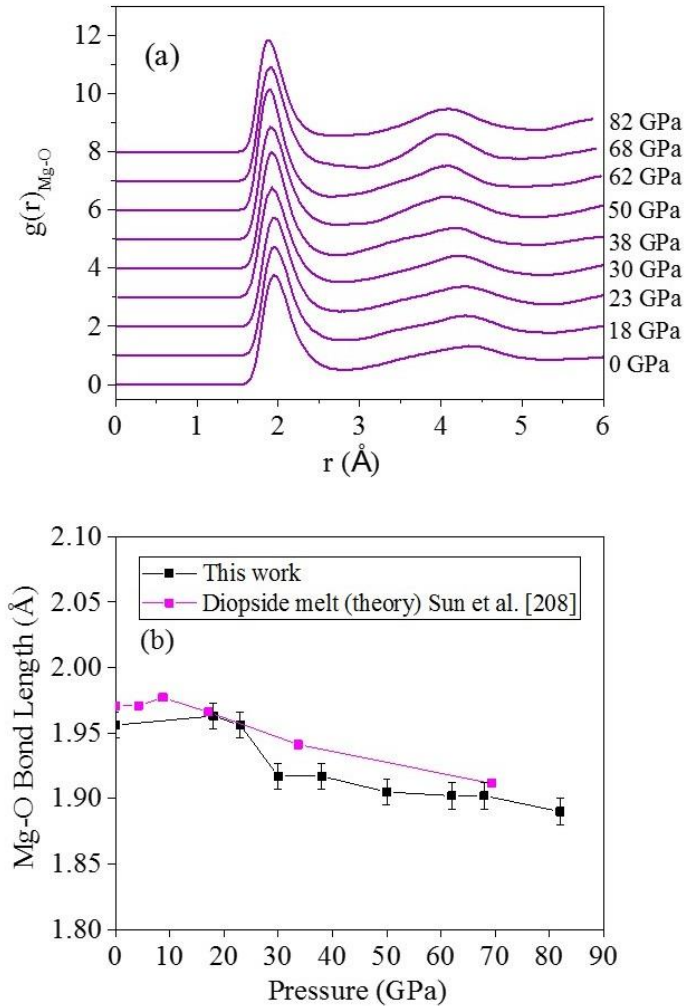 (a)
g(r)Mg-O
12
10
8
6
4
2
0
82 GPa
68 GPa
62 GPa
50 GPa
38 GPa
30 GPa
23 GPa
18 GPa
0 GPa
0 1 2 3 4 5 6
r (Å)
2.10
2.05
2.00
1.95
1.90
1.85
1.80
Mg-O Bond Length (Å)
This work
Diopside melt (theory) Sun et al. [208]
(b)
0 10 20 30 40 50 60 70 80 90
Pressure (GPa)